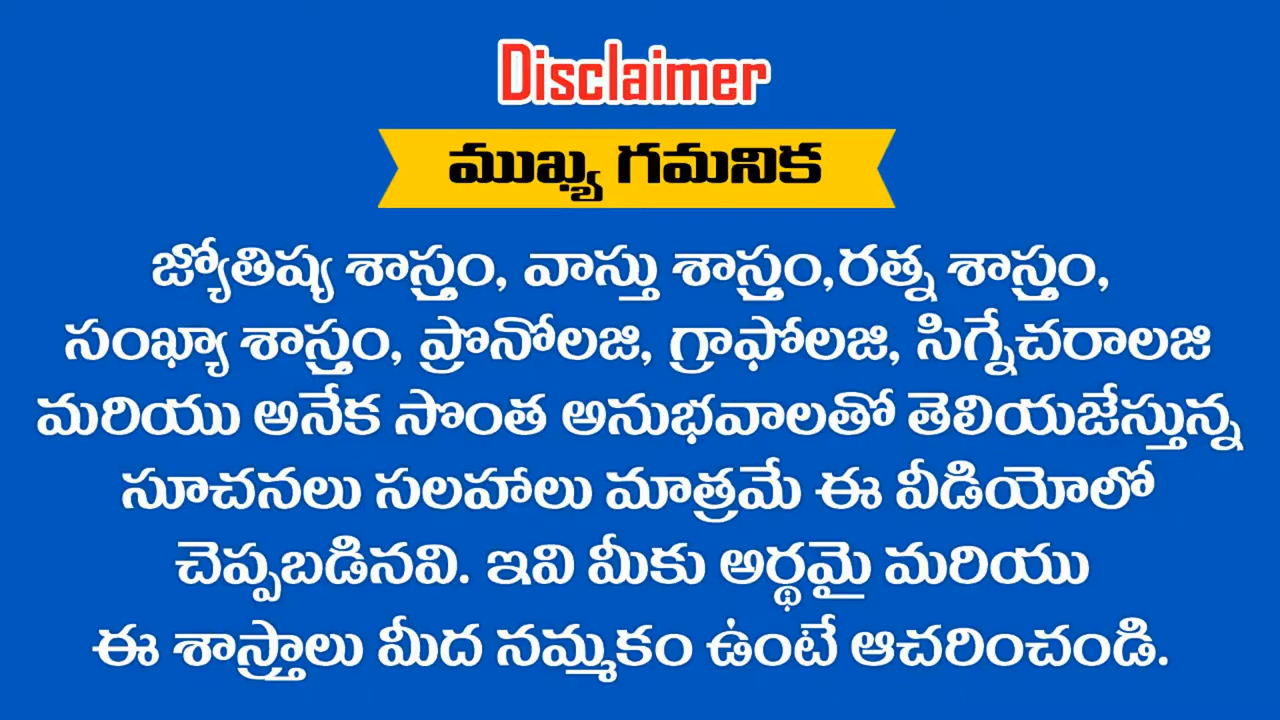 Disclaimer
ముఖ్య గమనిక
జ్యోతిష్య శాస్త్రం, వాస్తు శాస్త్రం,రత్న శాస్త్రం,
సంఖ్యా శాస్త్రం, ప్రొనోలజి, గ్రాఫోలజి, సిగ్నేచరాలజి
మరియు అనేక సొంత అనుభవాలతో తెలియజేస్తున్న
సూచనలు సలహాలు మాత్రమే ఈ వీడియోలో
చెప్పబడినవి. ఇవి మీకు అర్థమై మరియు
ఈ శాస్త్రాలు మీద నమ్మకం ఉంటే ఆచరించండి.